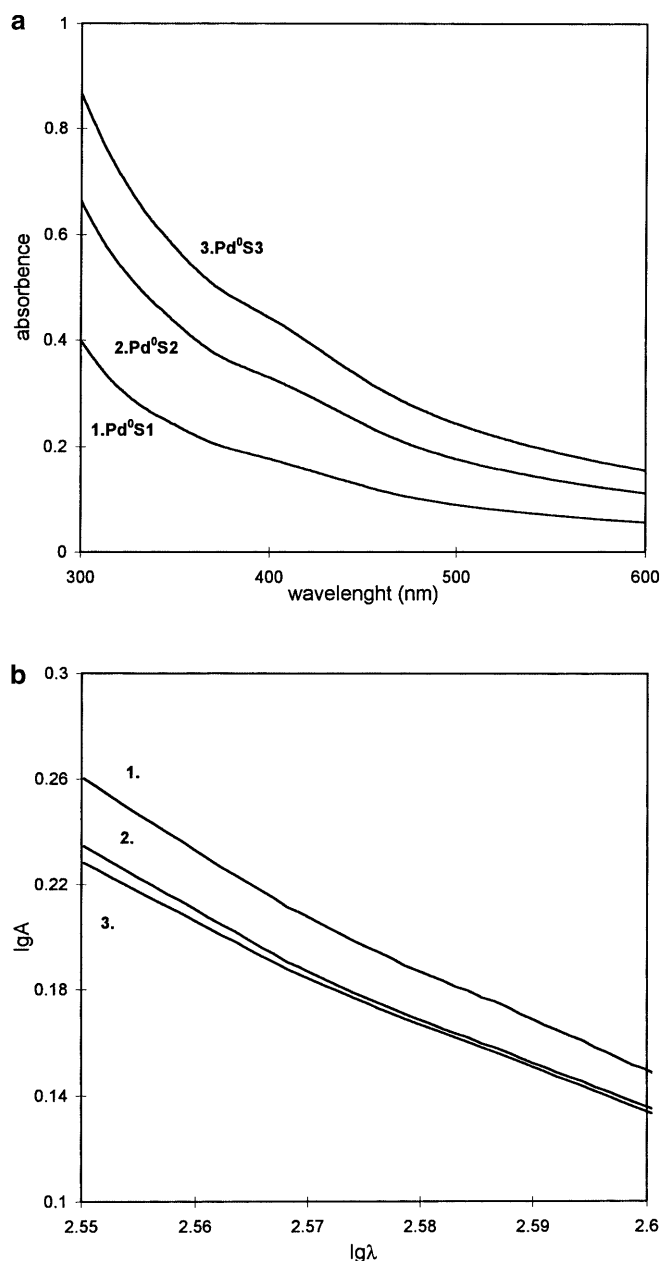 a
1
0.8
0.6
0.4
0.2
0
absorbence
3.Pd⁰S3
2.Pd⁰S2
1.Pd⁰S1
300 400 500 600
wavelenght (nm)
b
0.3
0.26
0.22
0.18
0.14
0.1
lgA
1.
2.
3.
2.55 2.56 2.57 2.58 2.59 2.6
lgλ